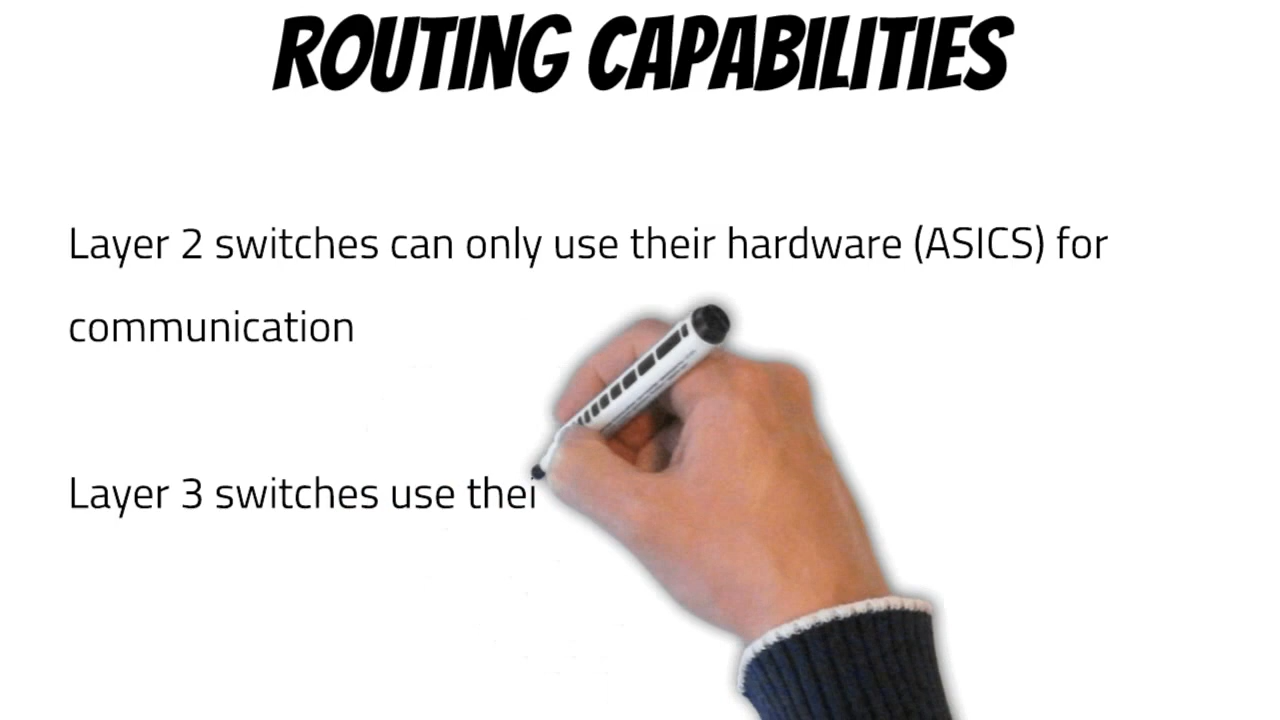 ROUTING CAPABILITIES
Layer 2 switches can only use their hardware (ASICS) for
communication
Layer 3 switches use thei